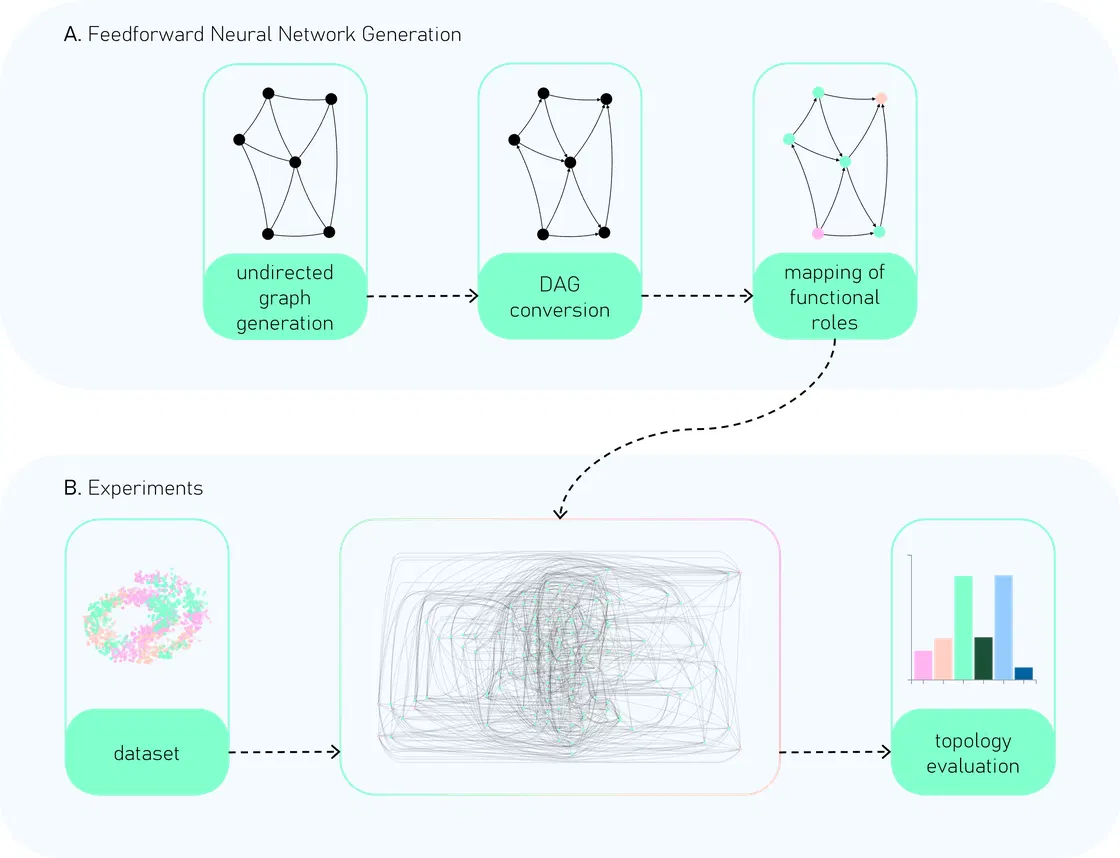 A. Feedforward Neural Network Generation
undirected
graph
generation
DAG
conversion
mapping of
functional
roles
B. Experiments
dataset
topology
evaluation